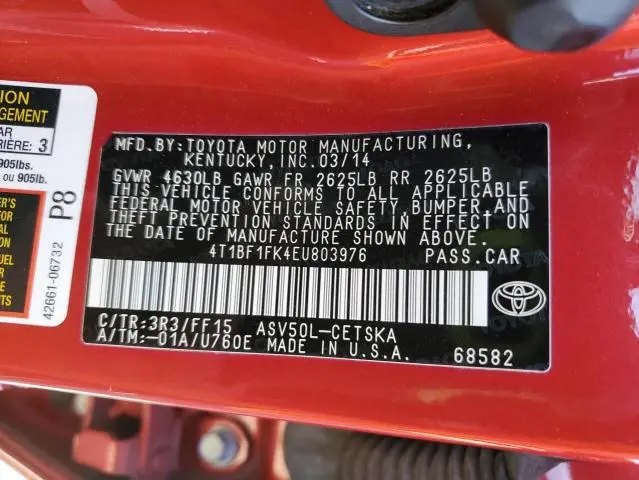 ION
GEMENT
AR
RIÈRE: 3
905lbs.
ou 905lb.
P8
42661-06732
MFD.BY:TOYOTA MOTOR MANUFACTURING,
KENTUCKY, INC.03/14
GVWR 4630LB GAWR FR 2625LB RR 2625LB
THIS VEHICLE CONFORMS TO ALL APPLICABLE
FEDERAL MOTOR VEHICLE SAFETY, BUMPER, AND
THEFT PREVENTION STANDARDS IN EFFECT ON
THE DATE OF MANUFACTURE SHOWN ABOVE.
4T1BF1FK4EU803976 PASS.CAR
C/TR:3R3/FF15 ASV50L-CETSKA
A/TM:-01A/U760E MADE IN U.S.A.
TOYOTA
68582